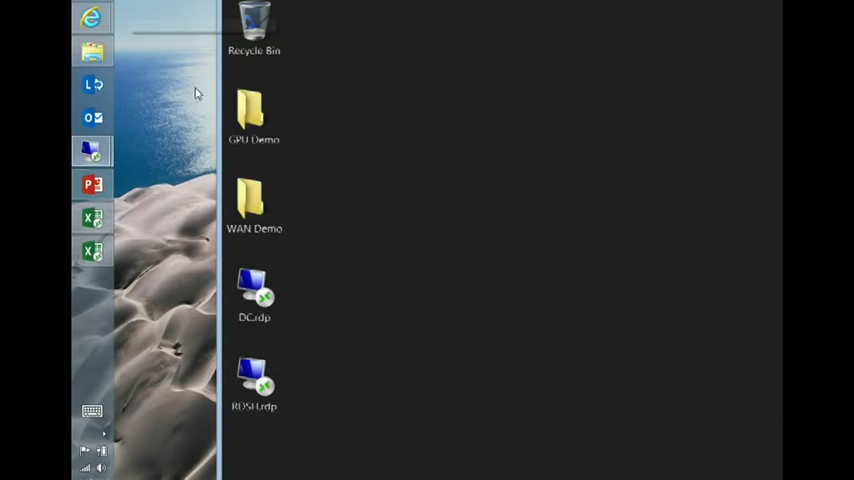 Recycle Bin
GPU Demo
WAN Demo
DC.rdp
RDSH.rdp